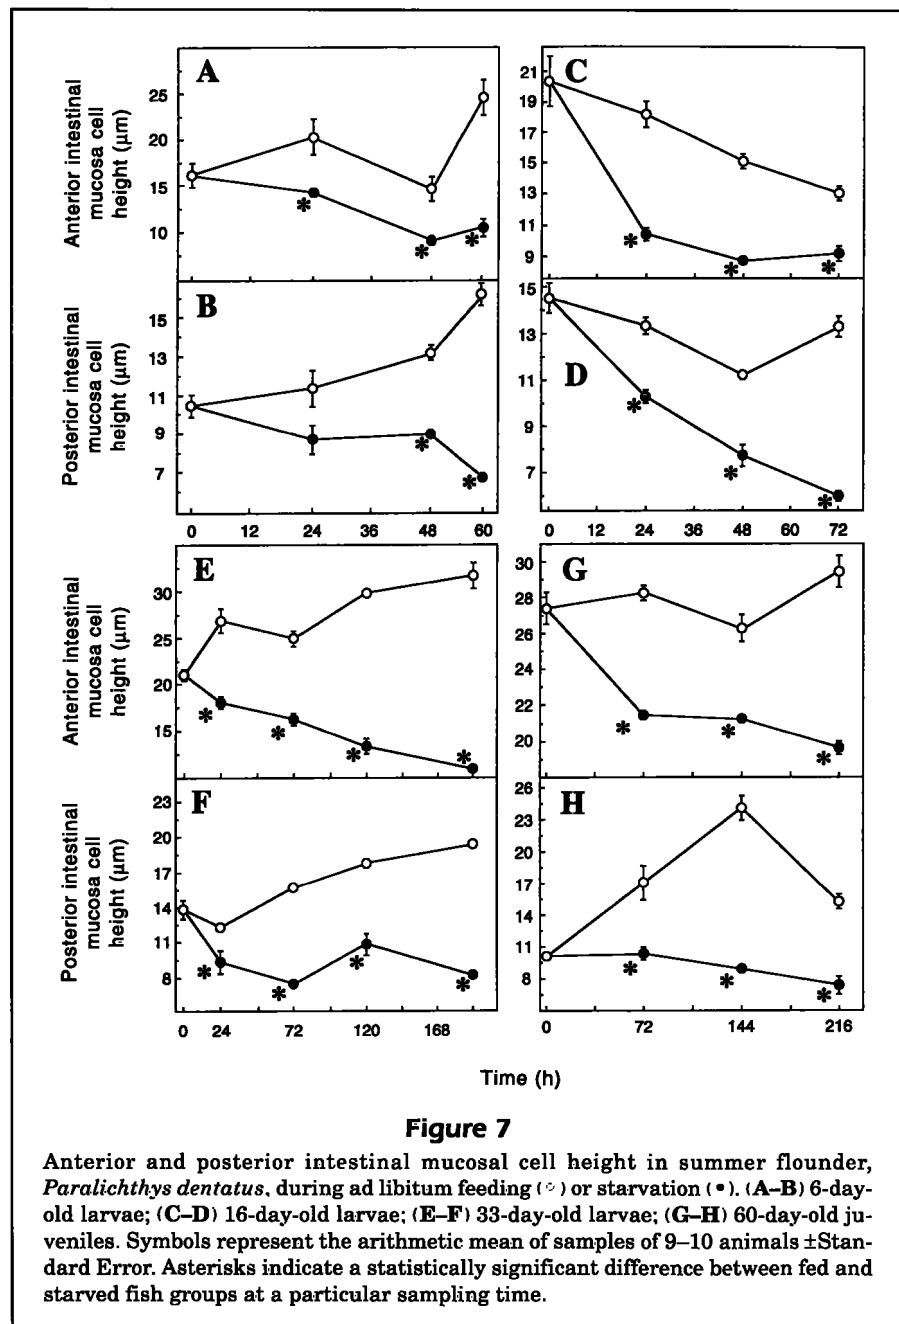 A
Anterior intestinal
mucosa cell
height (µm)
25
20
15
10
C
21
19
17
15
13
11
9
B
Posterior intestinal
mucosa cell
height (µm)
15
13
11
9
7
0 12 24 36 48 60
D
15
13
11
9
7
0 12 24 36 48 60 72
E
Anterior intestinal
mucosa cell
height (µm)
30
25
20
15
G
30
28
26
24
22
20
F
Posterior intestinal
mucosa cell
height (µm)
23
20
17
14
11
8
0 24 72 120 168
H
26
23
20
17
14
11
8
0 72 144 216
Time (h)
Figure 7
Anterior and posterior intestinal mucosal cell height in summer flounder,
Paralichthys dentatus, during ad libitum feeding (○) or starvation (●). (A–B) 6-day-
old larvae; (C–D) 16-day-old larvae; (E–F) 33-day-old larvae; (G–H) 60-day-old ju-
veniles. Symbols represent the arithmetic mean of samples of 9–10 animals ±Stan-
dard Error. Asterisks indicate a statistically significant difference between fed and
starved fish groups at a particular sampling time.